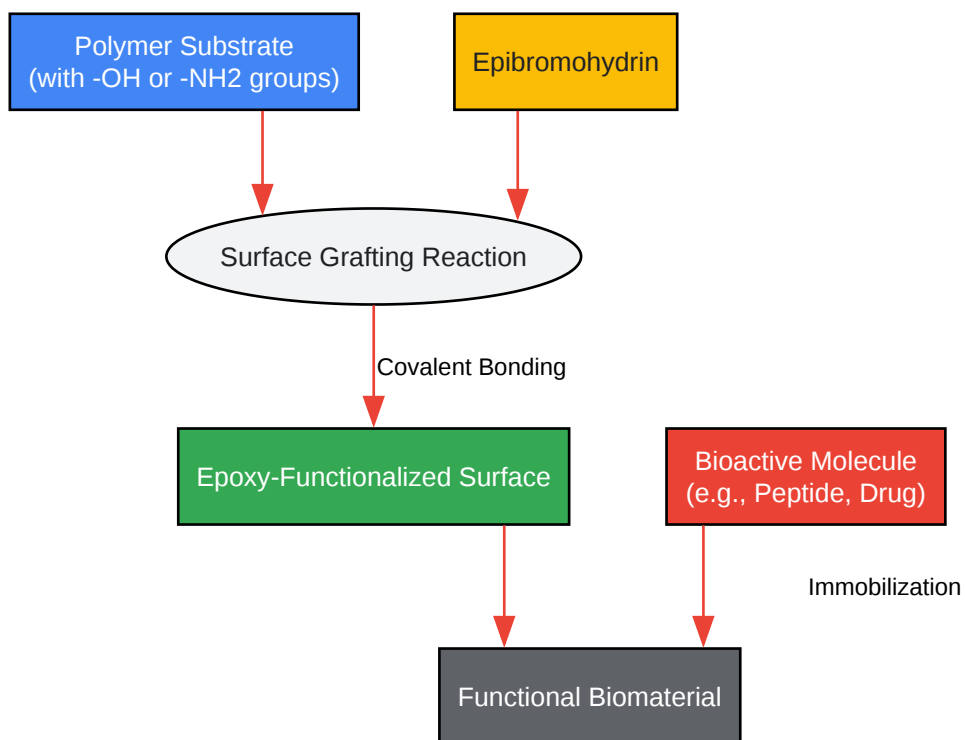 Polymer Substrate
(with -OH or -NH2 groups)
Epibromohydrin
Surface Grafting Reaction
Covalent Bonding
Epoxy-Functionalized Surface
Bioactive Molecule
(e.g., Peptide, Drug)
Immobilization
Functional Biomaterial